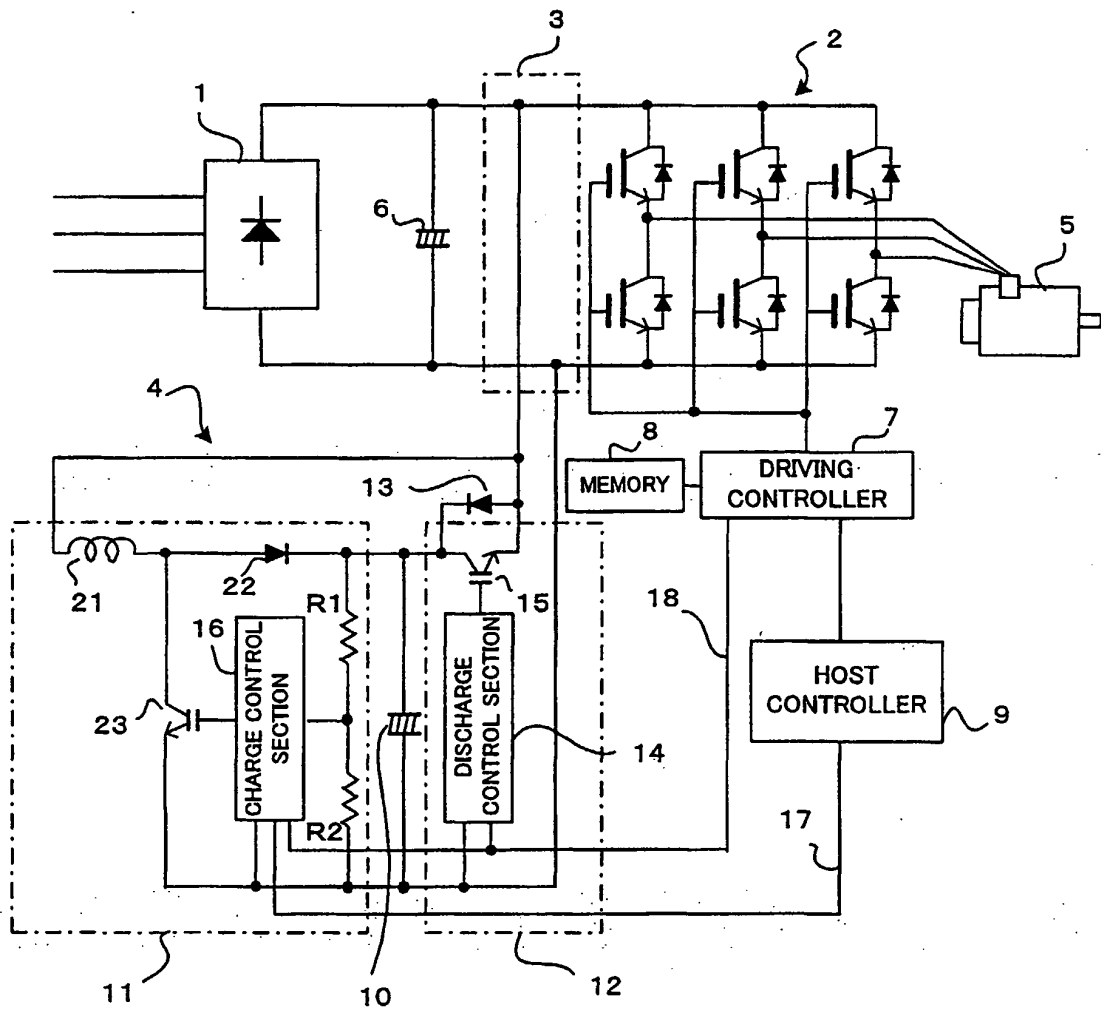 3
2
1
6
5
4
7
8
DRIVING
CONTROLLER
MEMORY
13
21
22
15
18
R1
16
CHARGE CONTROL
SECTION
DISCHARGE
CONTROL SECTION
HOST
CONTROLLER
9
23
14
R2
17
11
10
12